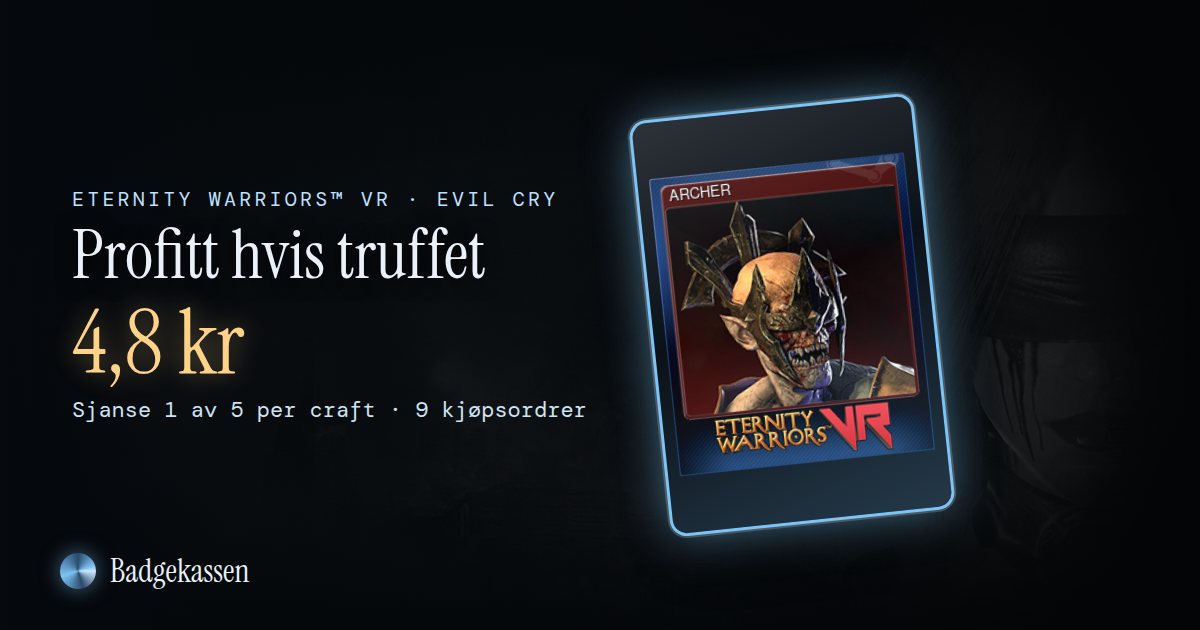 ETERNITY WARRIORS™ VR · EVIL CRY
Profitt hvis truffet
4,8 kr
Sjanse 1 av 5 per craft · 9 kjøpsordrer
Badgekassen
ARCHER
ETERNITY
WARRIORS™ VR